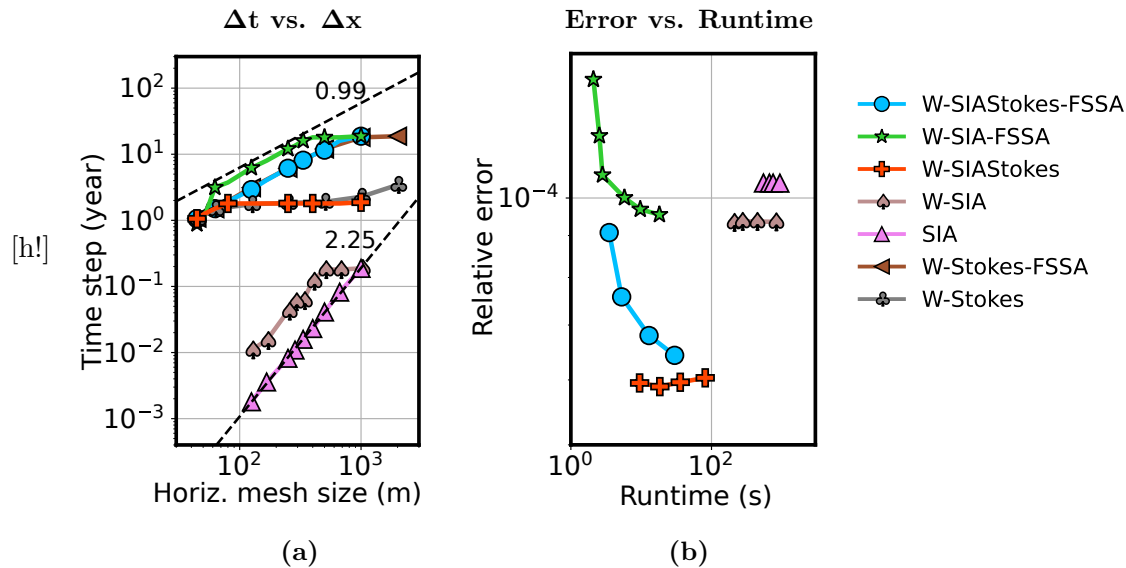 Δt vs. Δx
Error vs. Runtime
10²
10¹
10⁰
10⁻¹
10⁻²
10⁻³
Time step (year)
0.99
2.25
10²
10³
Horiz. mesh size (m)
[h!]
(a)
Relative error
10⁻⁴
10⁰
10²
Runtime (s)
(b)
W-SIAStokes-FSSA
W-SIA-FSSA
W-SIAStokes
W-SIA
SIA
W-Stokes-FSSA
W-Stokes